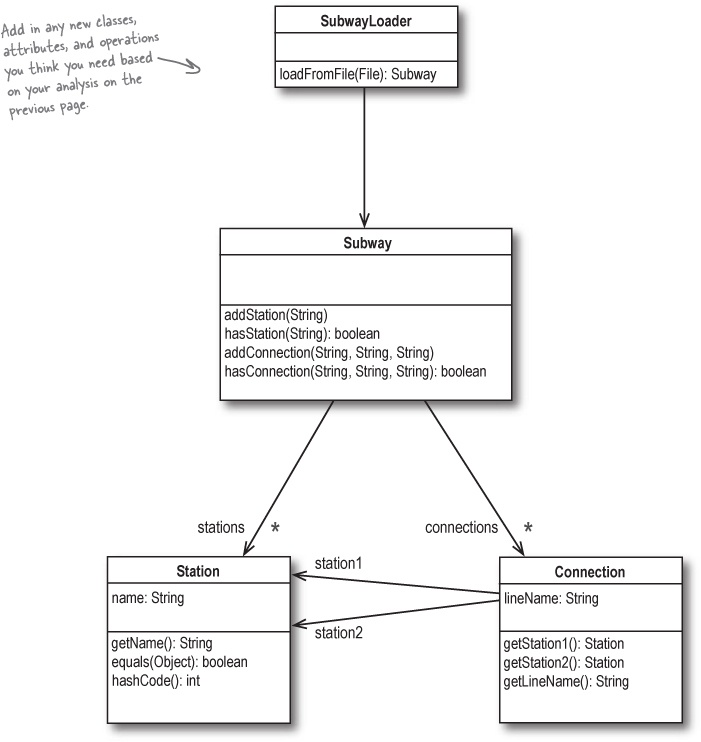 Add in any new classes,
attributes, and operations
you think you need based
on your analysis on the
previous page.
SubwayLoader
loadFromFile(File): Subway
Subway
addStation(String)
hasStation(String): boolean
addConnection(String, String, String)
hasConnection(String, String, String): boolean
stations *
connections *
Station
name: String
getName(): String
equals(Object): boolean
hashCode(): int
station1
station2
Connection
lineName: String
getStation1(): Station
getStation2(): Station
getLineName(): String